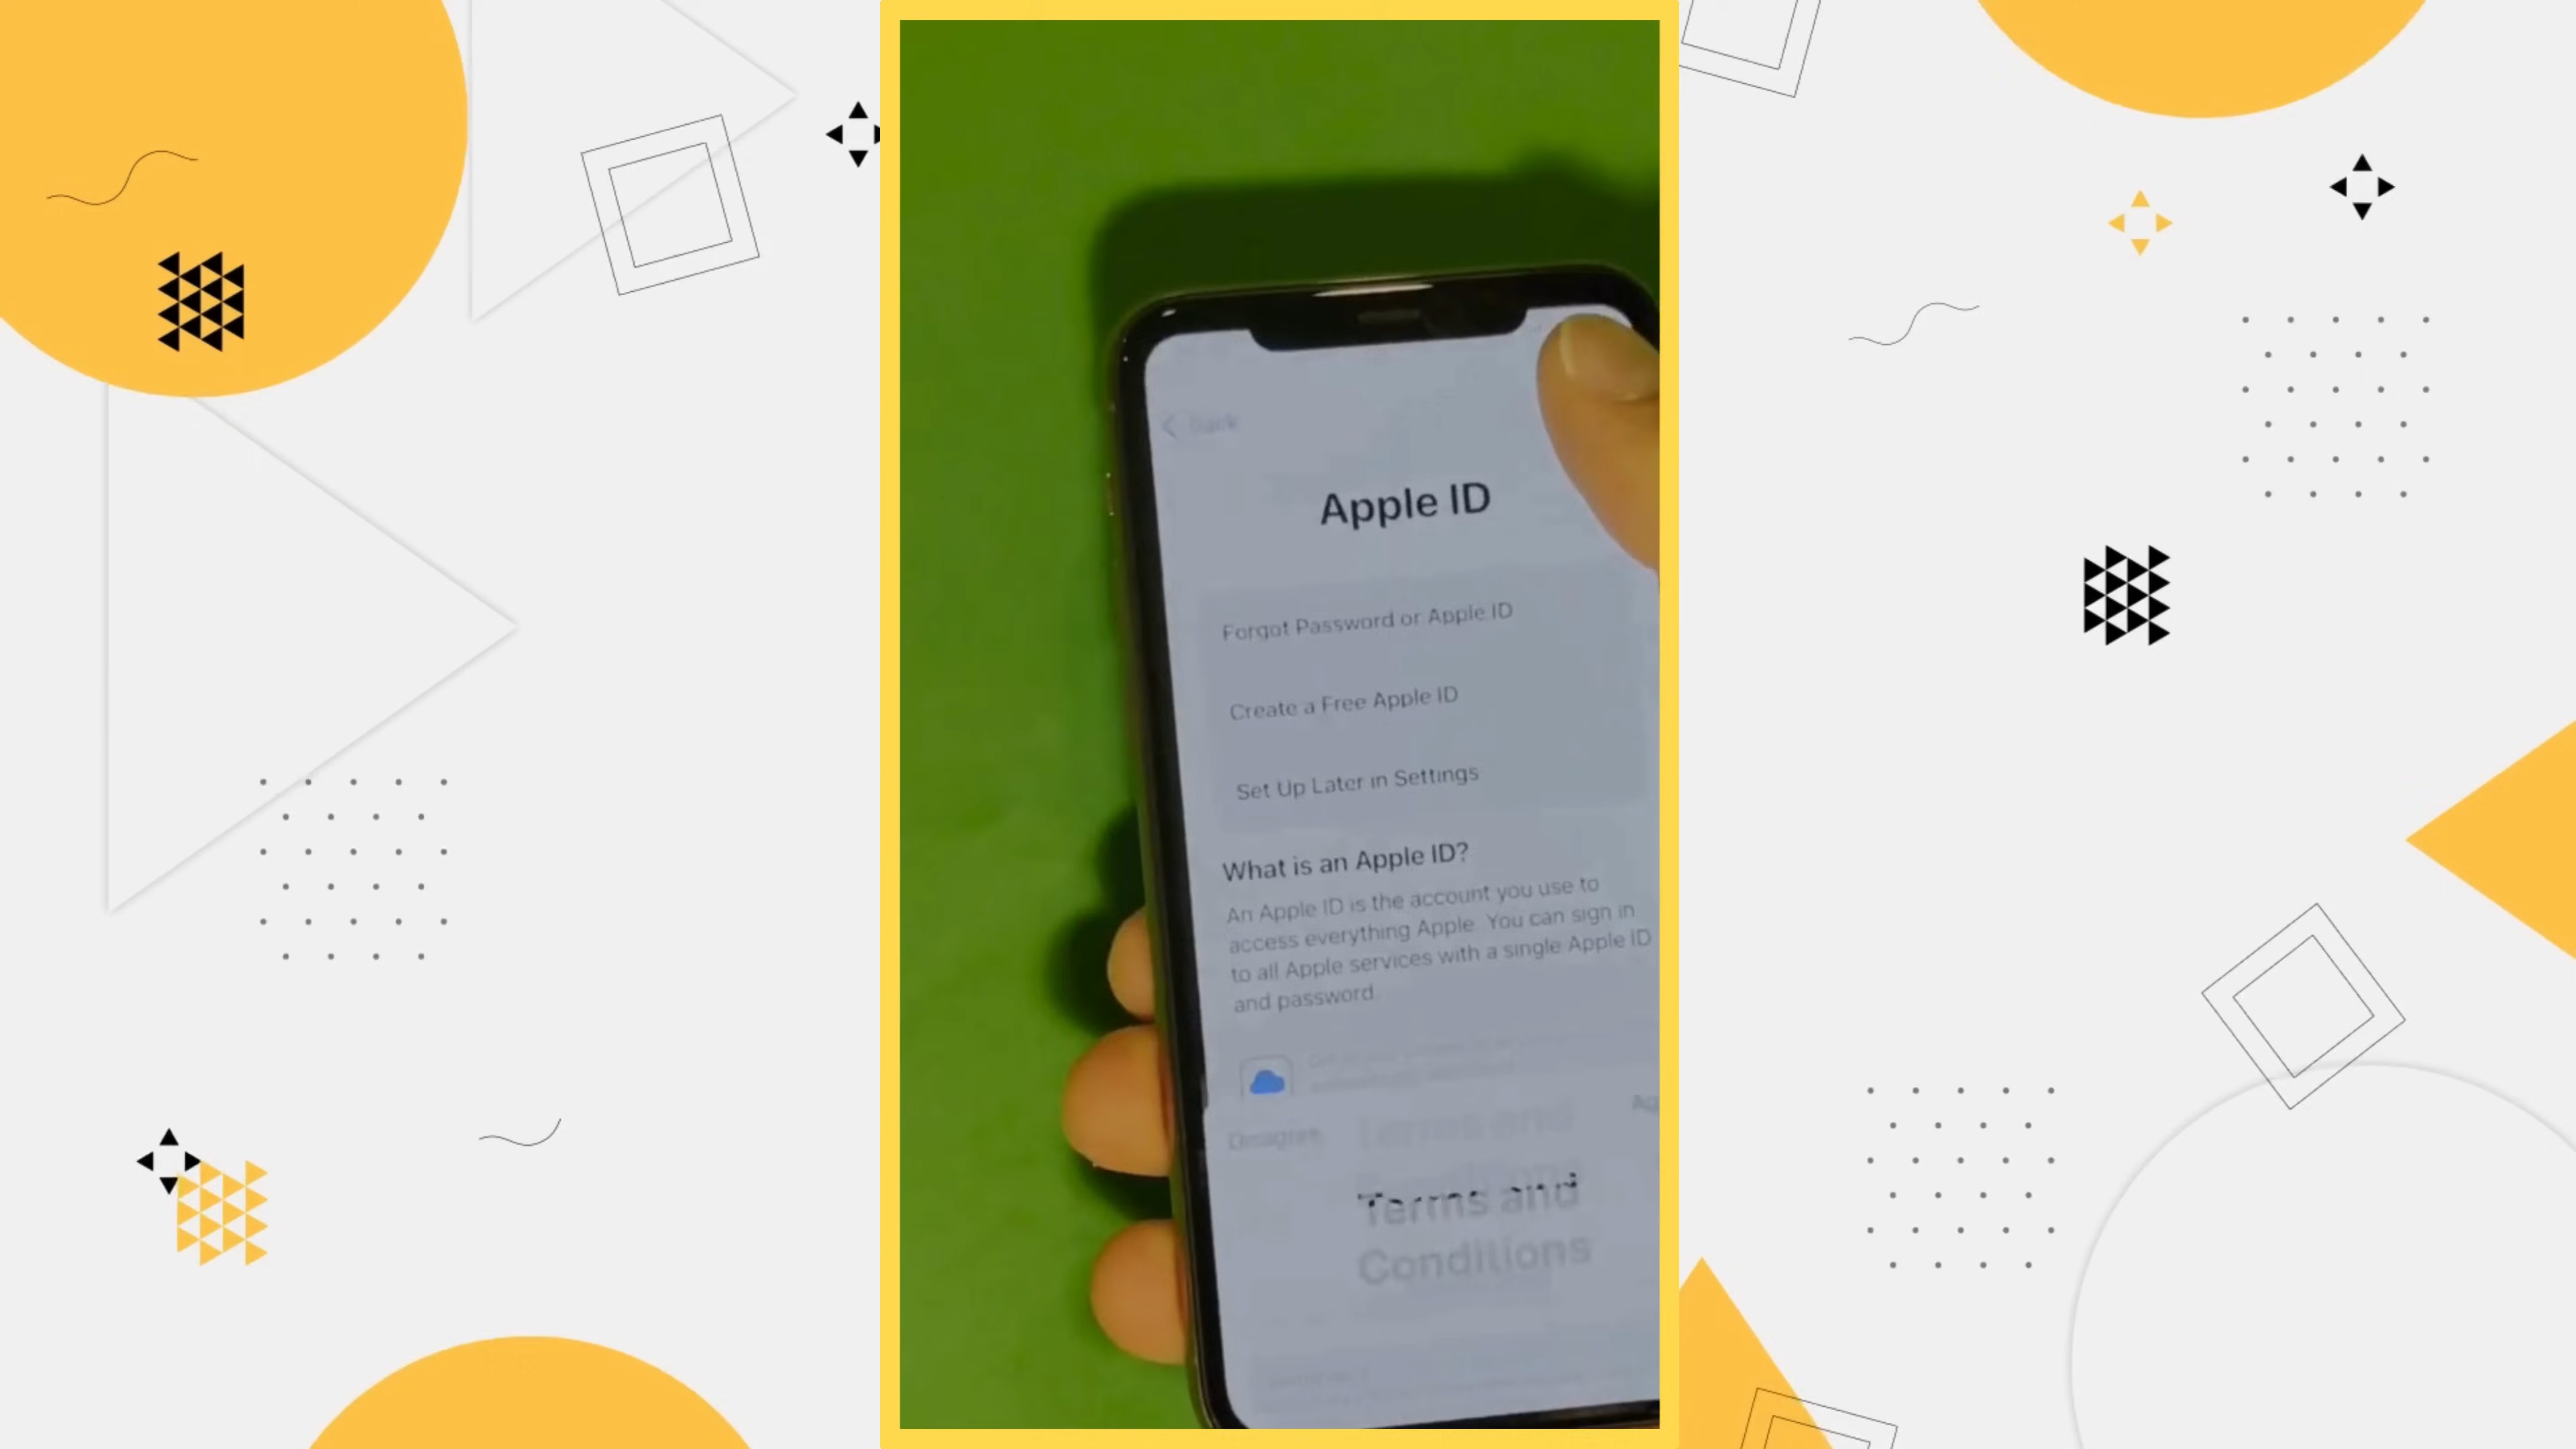 Back
Apple ID
Forgot Password or Apple ID
Create a Free Apple ID
Set Up Later in Settings
What is an Apple ID?
An Apple ID is the account you use to
access everything Apple. You can sign in
to all Apple services with a single Apple ID
and password.
Disagree
Terms and
Terms and
Conditions